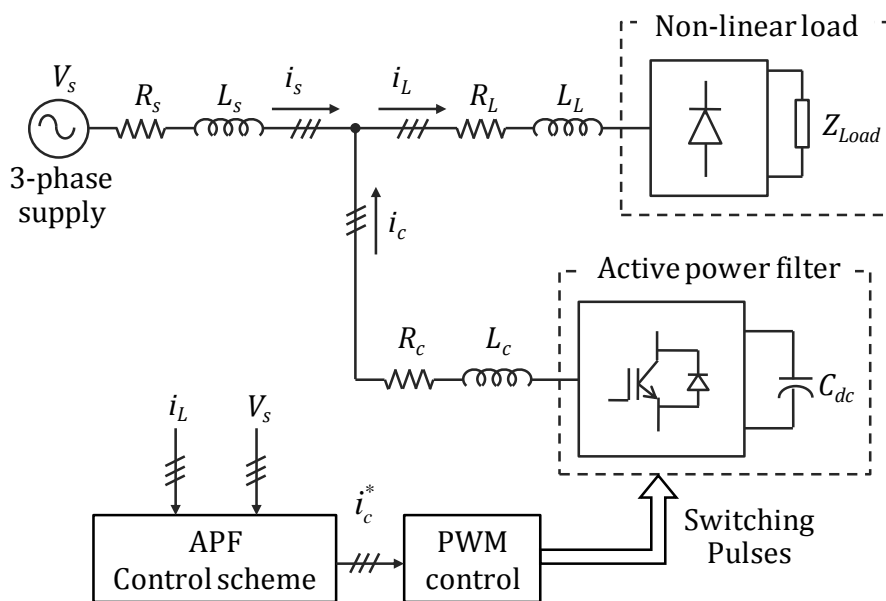 Non-linear load
V_s
i_s
i_L
R_s
L_s
R_L
L_L
Z_Load
3-phase
supply
i_c
Active power filter
R_c
L_c
C_dc
i_L
V_s
i_c^*
APF
Control scheme
PWM
control
Switching
Pulses